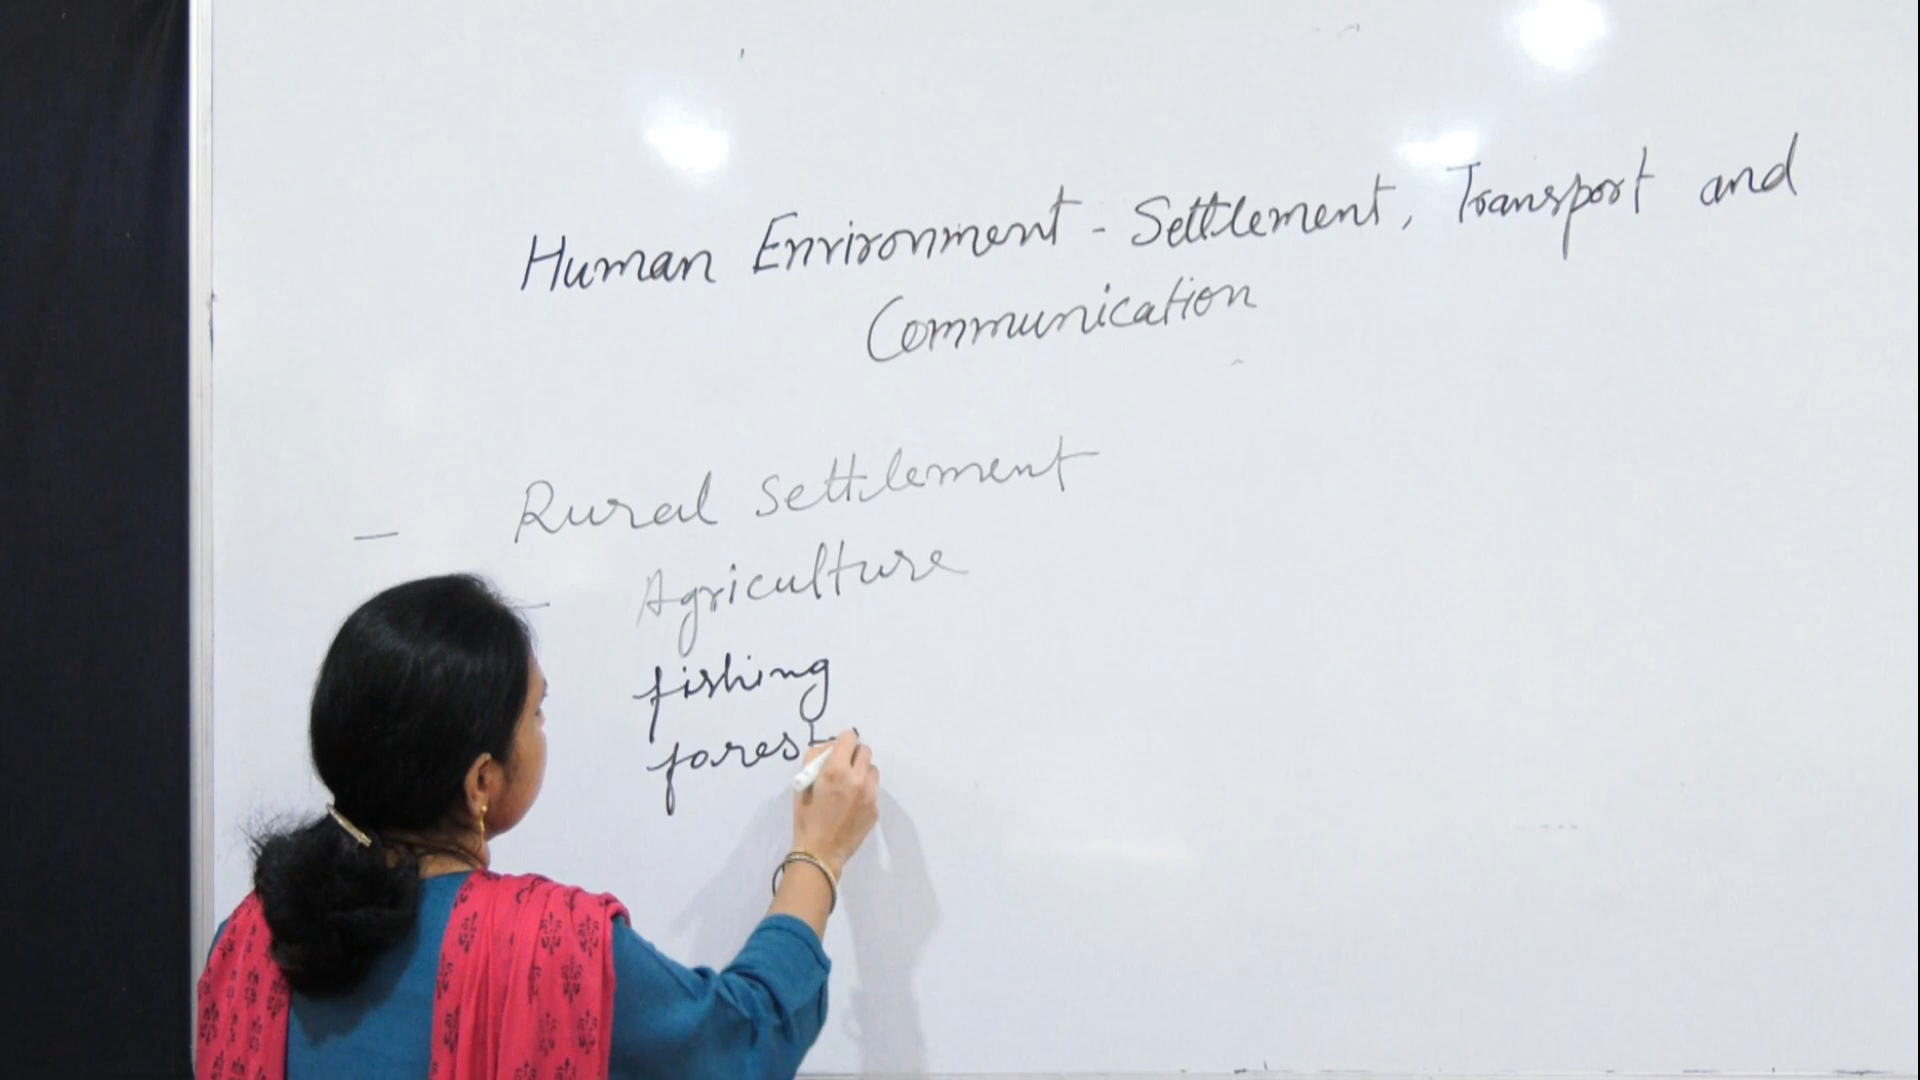 Human Environment - Settlement, Transport and
Communication
- Rural Settlement
- Agriculture
fishing